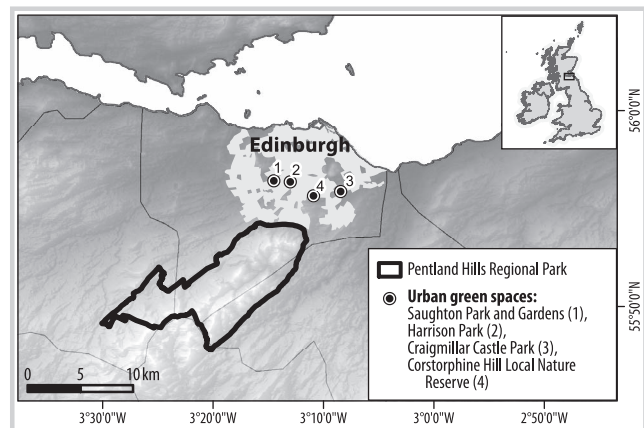 Edinburgh
1 2 3
4
56°0'0"N
55°50'0"N
Pentland Hills Regional Park
Urban green spaces:
Saughton Park and Gardens (1),
Harrison Park (2),
Craigmillar Castle Park (3),
Corstorphine Hill Local Nature
Reserve (4)
0 5 10 km
3°30'0"W 3°20'0"W 3°10'0"W 3°0'0"W 2°50'0"W